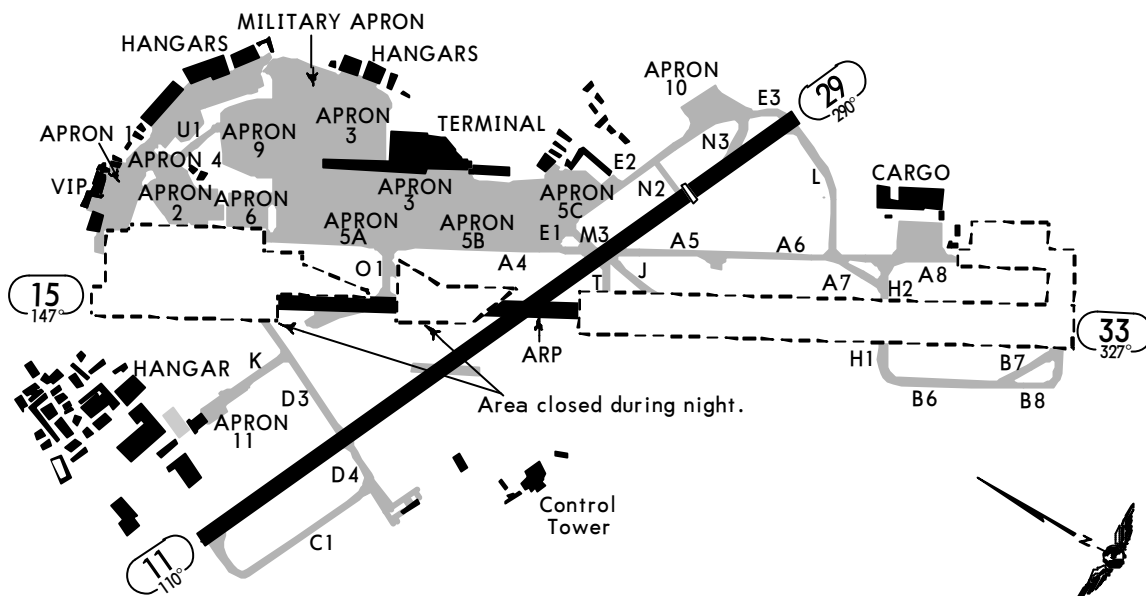 MILITARY APRON
HANGARS
HANGARS
APRON
10
E3
29
290°
U1
APRON 1
APRON
9
APRON
3
TERMINAL
N3
APRON 4
E2
L
CARGO
VIP
APRON
2
APRON
6
APRON
3
APRON
5C
N2
APRON
5A
APRON
5B
E1
M3
A5
A6
O1
A4
T
J
A7
A8
H2
15
147°
33
327°
ARP
H1
B7
HANGAR
K
D3
B6
B8
Area closed during night.
APRON
11
D4
Control
Tower
C1
11
110°
N